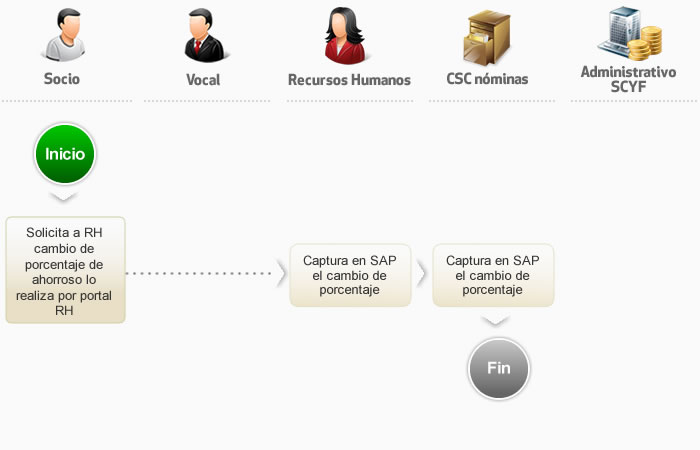 Socio
Vocal
Recursos Humanos
CSC nóminas
Administrativo
SCYF
Inicio
Solicita a RH
cambio de
porcentaje de
ahorroso lo
realiza por portal
RH
Captura en SAP
el cambio de
porcentaje
Captura en SAP
el cambio de
porcentaje
Fin